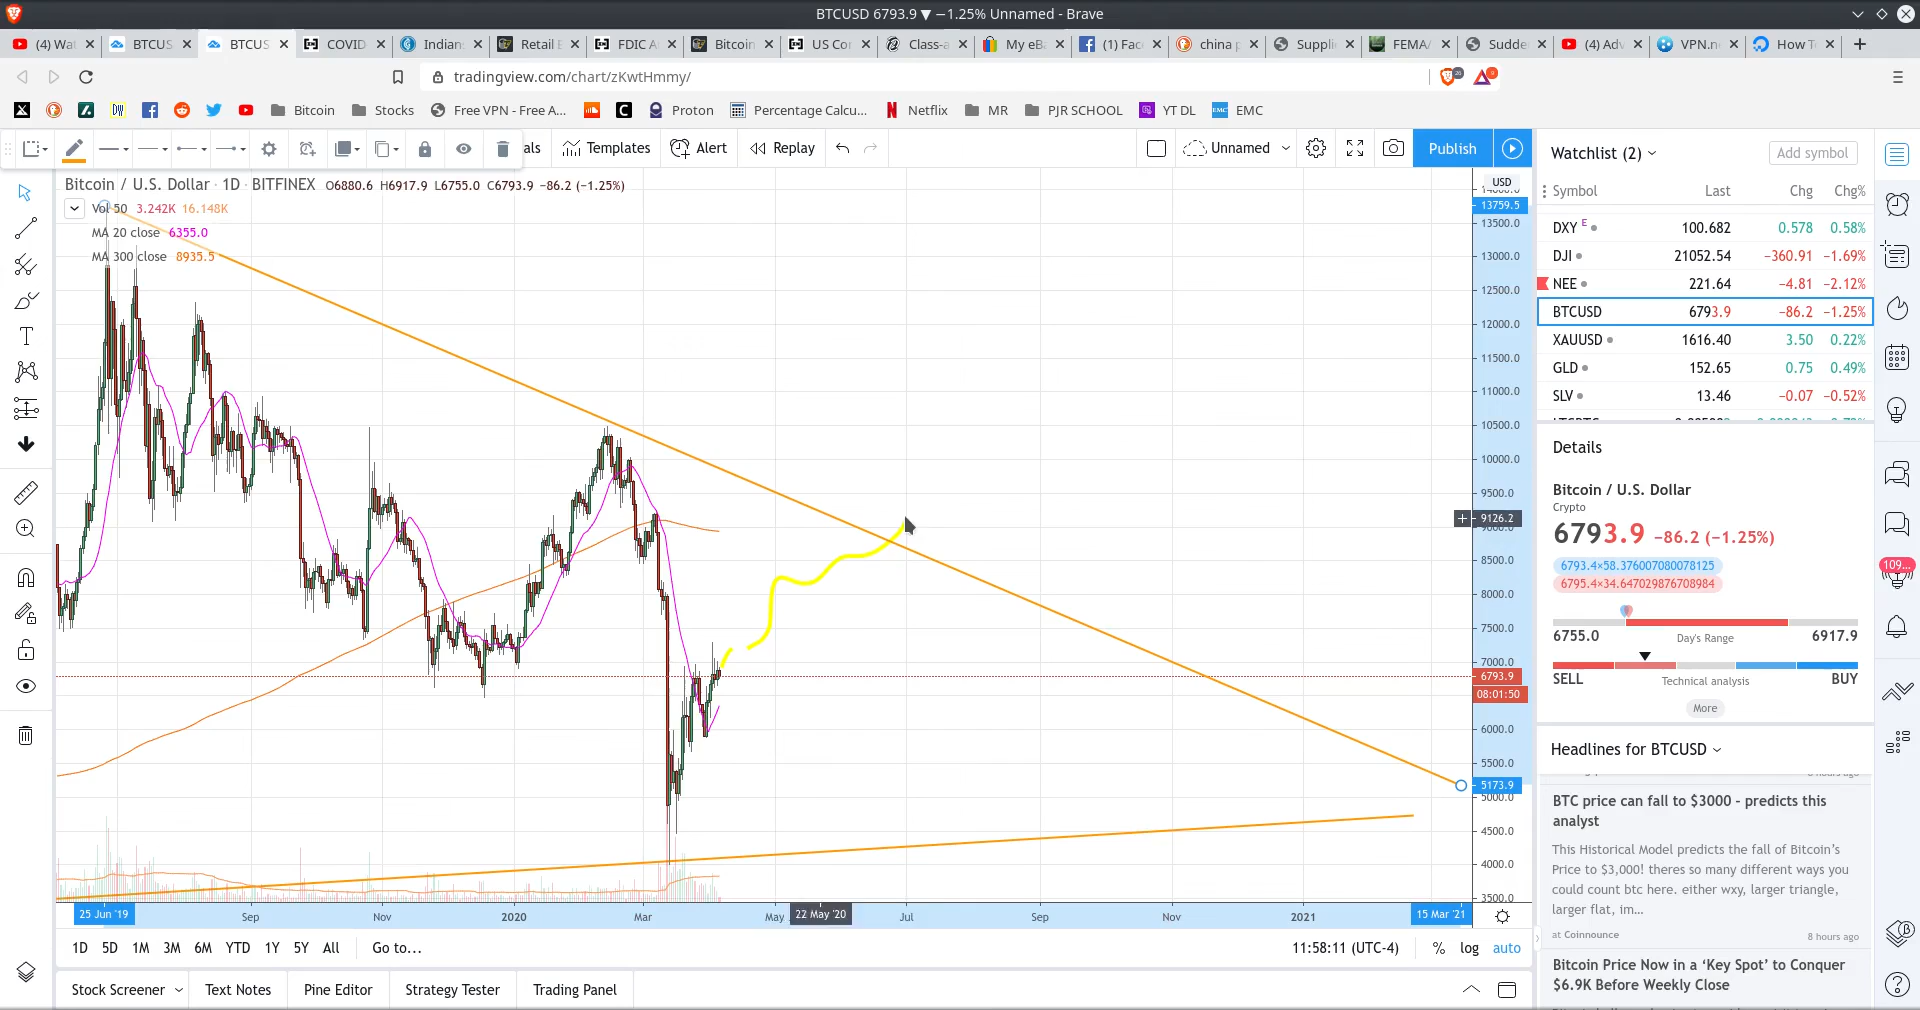 BTCUSD 6793.9 ▼ −1.25% Unnamed - Brave
(4) Wa
BTCUS
BTCUS
COVID
Indian
Retail E
FDIC A
Bitcoin
US Co
Class-a
My eB
(1) Fac
china p
Suppli
FEMA/
Sudde
(4) Adv
VPN.n
How T
tradingview.com/chart/zKwtHmmy/
Bitcoin
Stocks
Free VPN - Free A...
Proton
Percentage Calcu...
Netflix
MR
PJR SCHOOL
YT DL
EMC
als
Templates
Alert
Replay
Unnamed
Publish
Bitcoin / U.S. Dollar · 1D · BITFINEX O6880.6 H6917.9 L6755.0 C6793.9 −86.2 (−1.25%)
Vol 50 3.242K 16.148K
MA 20 close 6355.0
MA 300 close 8935.5
USD
13759.5
13500.0
13000.0
12500.0
12000.0
11500.0
11000.0
10500.0
10000.0
9500.0
9126.2
8500.0
8000.0
7500.0
7000.0
6793.9
08:01:50
6000.0
5500.0
5173.9
5000.0
4500.0
4000.0
3500.0
25 Jun '19
Sep
Nov
2020
Mar
May
22 May '20
Jul
Sep
Nov
2021
15 Mar '21
1D 5D 1M 3M 6M YTD 1Y 5Y All
Go to...
11:58:11 (UTC-4)
% log auto
Stock Screener
Text Notes
Pine Editor
Strategy Tester
Trading Panel
Watchlist (2)
Add symbol
Symbol Last Chg Chg%
DXY E 100.682 0.578 0.58%
DJI 21052.54 −360.91 −1.69%
NEE 221.64 −4.81 −2.12%
BTCUSD 6793.9 −86.2 −1.25%
XAUUSD 1616.40 3.50 0.22%
GLD 152.65 0.75 0.49%
SLV 13.46 −0.07 −0.52%
Details
Bitcoin / U.S. Dollar
Crypto
6793.9 −86.2 (−1.25%)
6793.4×58.376007080078125
6795.4×34.647029876708984
6755.0 Day's Range 6917.9
SELL Technical analysis BUY
More
109...
Headlines for BTCUSD
BTC price can fall to $3000 - predicts this
analyst
This Historical Model predicts the fall of Bitcoin's
Price to $3,000! theres so many different ways you
could count btc here. either wxy, larger triangle,
larger flat, im...
at Coinnounce 8 hours ago
Bitcoin Price Now in a ‘Key Spot’ to Conquer
$6.9K Before Weekly Close